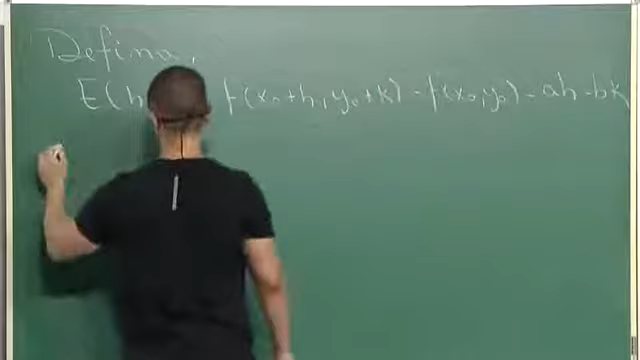 Defina,
E(h f(x₀+h, y₀+k) - f(x₀, y₀) - ah - bk